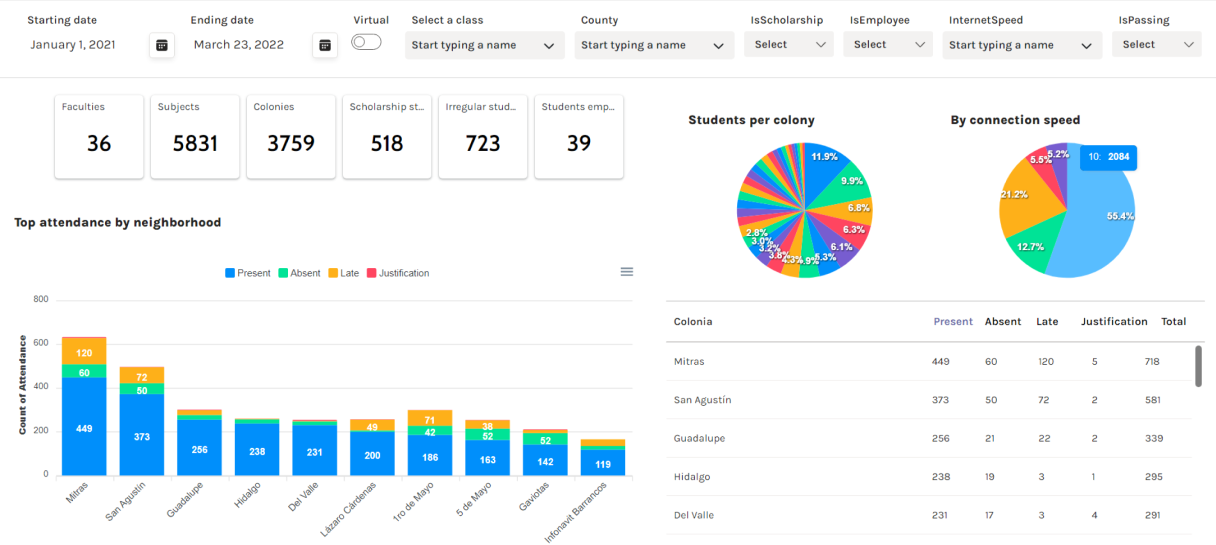 Starting date
Ending date
Virtual
Select a class
County
IsScholarship
IsEmployee
InternetSpeed
IsPassing
January 1, 2021
March 23, 2022
Start typing a name
Start typing a name
Select
Select
Start typing a name
Select
Faculties
Subjects
Colonies
Scholarship st...
Irregular stud...
Students emp...
36
5831
3759
518
723
39
Students per colony
11.9%
9.9%
6.8%
6.3%
6.1%
5.3%
4.3%
3.8%
3.2%
3.0%
2.8%
By connection speed
5.2%
5.5%
10: 2084
21.2%
55.4%
12.7%
Top attendance by neighborhood
Present Absent Late Justification
Count of Attendance
800
600
400
200
0
120
60
449
72
50
373
256
238
231
49
200
71
42
186
38
52
163
52
142
119
Mitras
San Agustín
Guadalupe
Hidalgo
Del Valle
Lázaro Cárdenas
1ro de Mayo
5 de Mayo
Gaviotas
Infonavit Barrancos
Colonia Present Absent Late Justification Total
Mitras 449 60 120 5 718
San Agustín 373 50 72 2 581
Guadalupe 256 21 22 2 339
Hidalgo 238 19 3 1 295
Del Valle 231 17 3 4 291